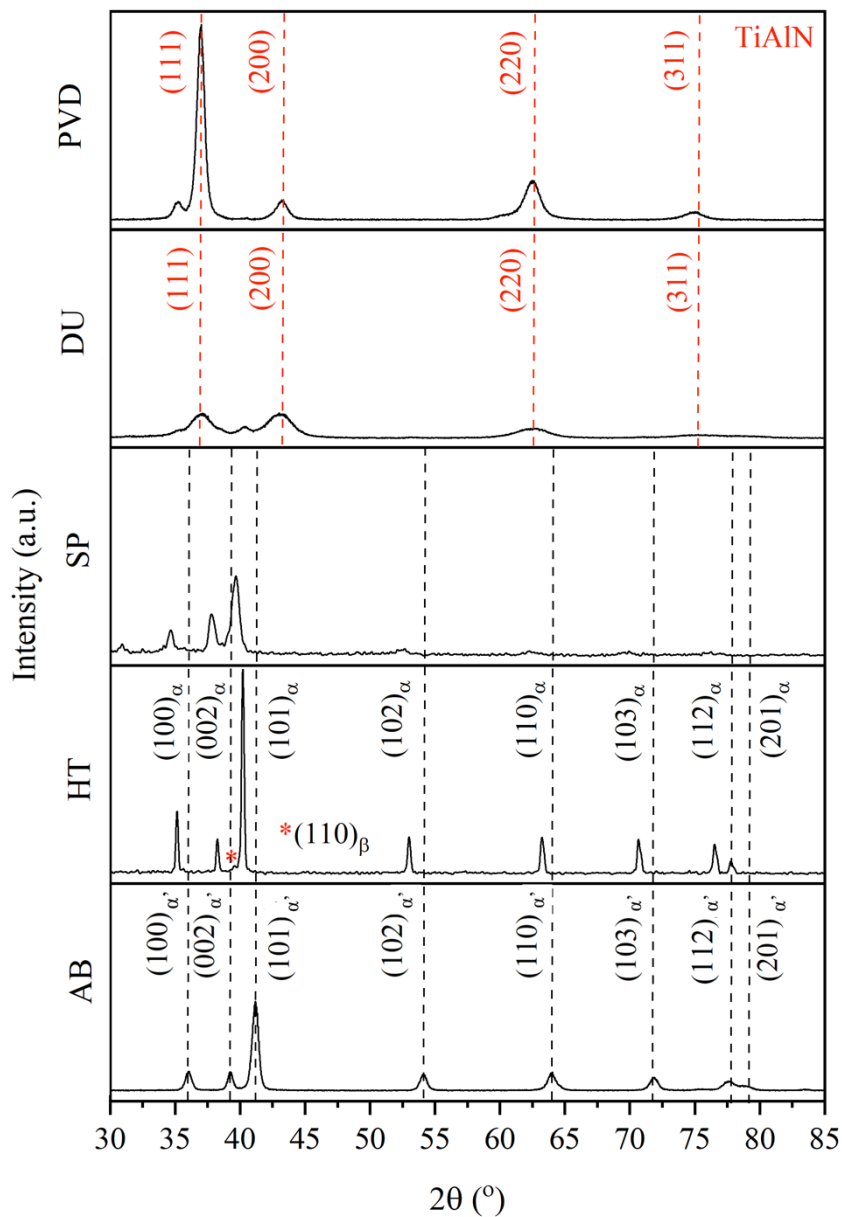 TiAlN
(111)
(200)
(220)
(311)
PVD
(111)
(200)
(220)
(311)
DU
SP
(100)α
(002)α
(101)α
(102)α
(110)α
(103)α
(112)α
(201)α
*
*(110)β
HT
(100)α’
(002)α’
(101)α’
(102)α’
(110)α’
(103)α’
(112)α’
(201)α’
AB
Intensity (a.u.)
30 35 40 45 50 55 60 65 70 75 80 85
2θ (°)